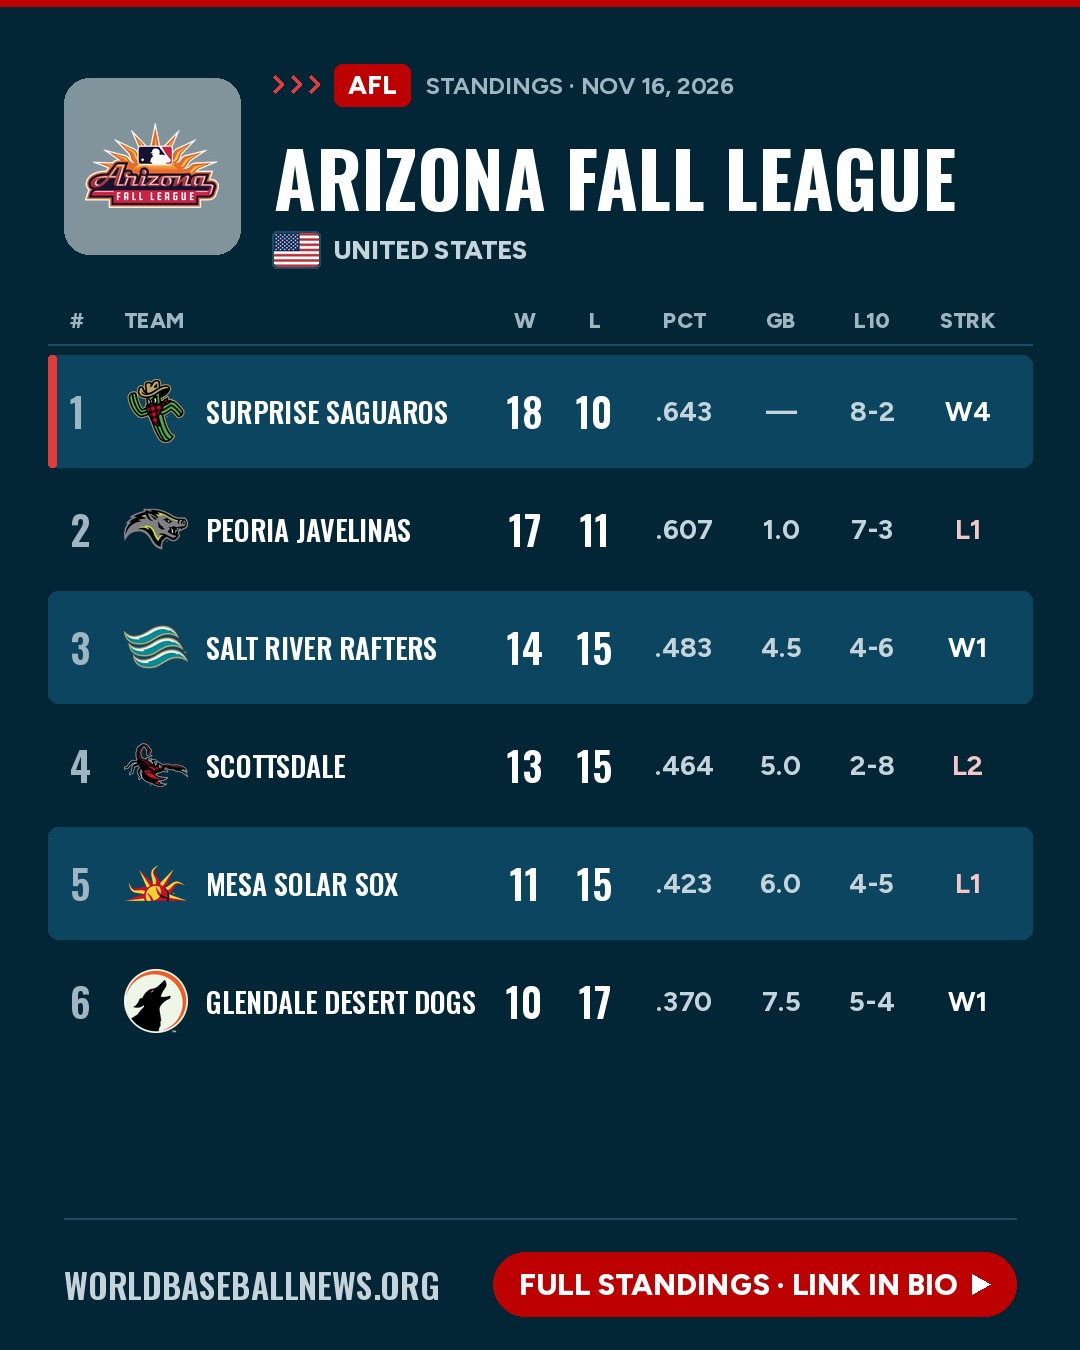 >>> AFL STANDINGS · NOV 16, 2026
Arizona
FALL LEAGUE
ARIZONA FALL LEAGUE
UNITED STATES
# TEAM W L PCT GB L10 STRK
1 SURPRISE SAGUAROS 18 10 .643 — 8-2 W4
2 PEORIA JAVELINAS 17 11 .607 1.0 7-3 L1
3 SALT RIVER RAFTERS 14 15 .483 4.5 4-6 W1
4 SCOTTSDALE 13 15 .464 5.0 2-8 L2
5 MESA SOLAR SOX 11 15 .423 6.0 4-5 L1
6 GLENDALE DESERT DOGS 10 17 .370 7.5 5-4 W1
WORLDBASEBALLNEWS.ORG
FULL STANDINGS · LINK IN BIO ▶